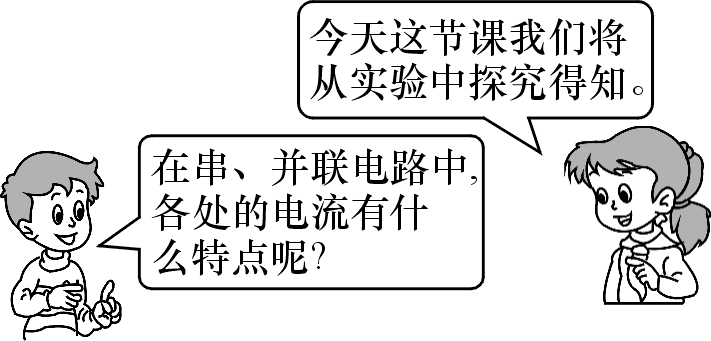 今天这节课我们将
从实验中探究得知。
在串、并联电路中,
各处的电流有什
么特点呢?